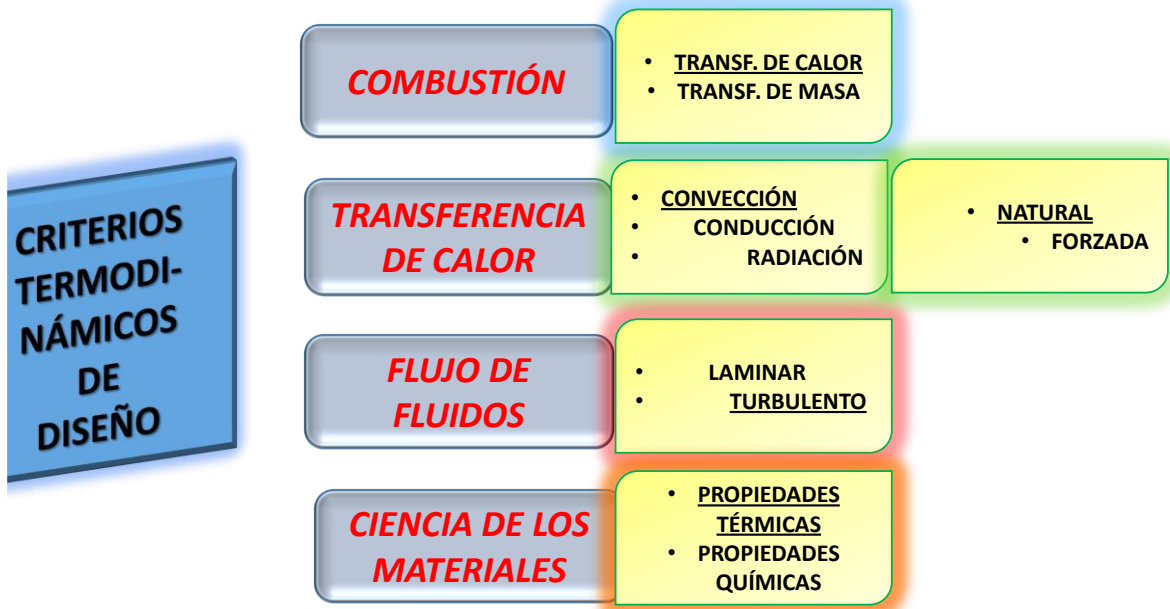 CRITERIOS
TERMODI-
NÁMICOS
DE
DISEÑO
COMBUSTIÓN
• TRANSF. DE CALOR
• TRANSF. DE MASA
TRANSFERENCIA
DE CALOR
• CONVECCIÓN
• CONDUCCIÓN
• RADIACIÓN
• NATURAL
• FORZADA
FLUJO DE
FLUIDOS
• LAMINAR
• TURBULENTO
CIENCIA DE LOS
MATERIALES
• PROPIEDADES
TÉRMICAS
• PROPIEDADES
QUÍMICAS